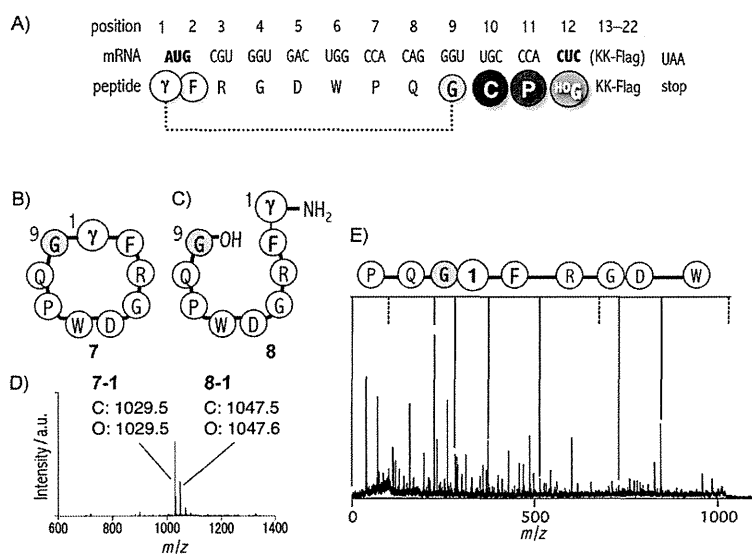 A)
position 1 2 3 4 5 6 7 8 9 10 11 12 13–22
mRNA AUG CGU GGU GAC UGG CCA CAG GGU UGC CCA CUC (KK-Flag) UAA
peptide γ F R G D W P Q G C P HOG KK-Flag stop
B)
C)
1 γ NH2
9 1
G γ F
9
G OH F
Q R
Q R
P W D G
P W D G
7
8
D)
7-1 8-1
C: 1029.5 C: 1047.5
O: 1029.5 O: 1047.6
Intensity / a.u.
600 800 1000 1200 1400
m/z
E)
P Q G 1 F R G D W
0 500 1000
m/z